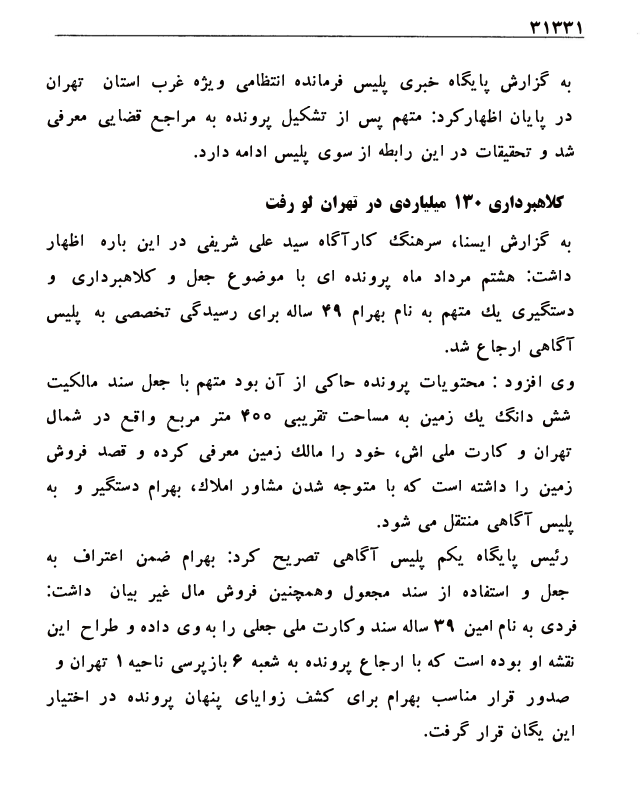 ۳۱۳۳۱
به گزارش پایگاه خبری پلیس فرمانده انتظامی ویژه غرب استان تهران
در پایان اظهارکرد: متهم پس از تشکیل پرونده به مراجع قضایی معرفی
شد و تحقیقات در این رابطه از سوی پلیس ادامه دارد.
کلاهبرداری ۱۳۰ میلیاردی در تهران لو رفت
به گزارش ایسنا، سرهنگ کارآگاه سید علی شریفی در این باره اظهار
داشت: هشتم مرداد ماه پرونده ای با موضوع جعل و کلاهبرداری و
دستگیری یك متهم به نام بهرام ۴۹ ساله برای رسیدگی تخصصی به پلیس
آگاهی ارجاع شد.
وی افزود : محتویات پرونده حاکی از آن بود متهم با جعل سند مالکیت
شش دانگ یك زمین به مساحت تقریبی ۴۰۰ متر مربع واقع در شمال
تهران و کارت ملی اش، خود را مالك زمین معرفی کرده و قصد فروش
زمین را داشته است که با متوجه شدن مشاور املاك، بهرام دستگیر و به
پلیس آگاهی منتقل می شود.
رئیس پایگاه یکم پلیس آگاهی تصریح کرد: بهرام ضمن اعتراف به
جعل و استفاده از سند مجعول وهمچنین فروش مال غیر بیان داشت:
فردی به نام امین ۳۹ ساله سند وکارت ملی جعلی را به وی داده و طراح این
نقشه او بوده است که با ارجاع پرونده به شعبه ۶ بازپرسی ناحیه ۱ تهران و
صدور قرار مناسب بهرام برای کشف زوایای پنهان پرونده در اختیار
این یگان قرار گرفت.